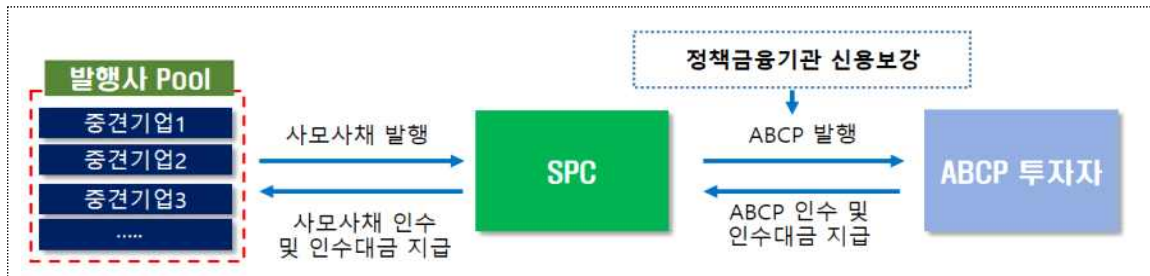 정책금융기관 신용보강
발행사 Pool
중견기업1
중견기업2
중견기업3
.....
사모사채 발행
사모사채 인수
및 인수대금 지급
SPC
ABCP 발행
ABCP 인수 및
인수대금 지급
ABCP 투자자